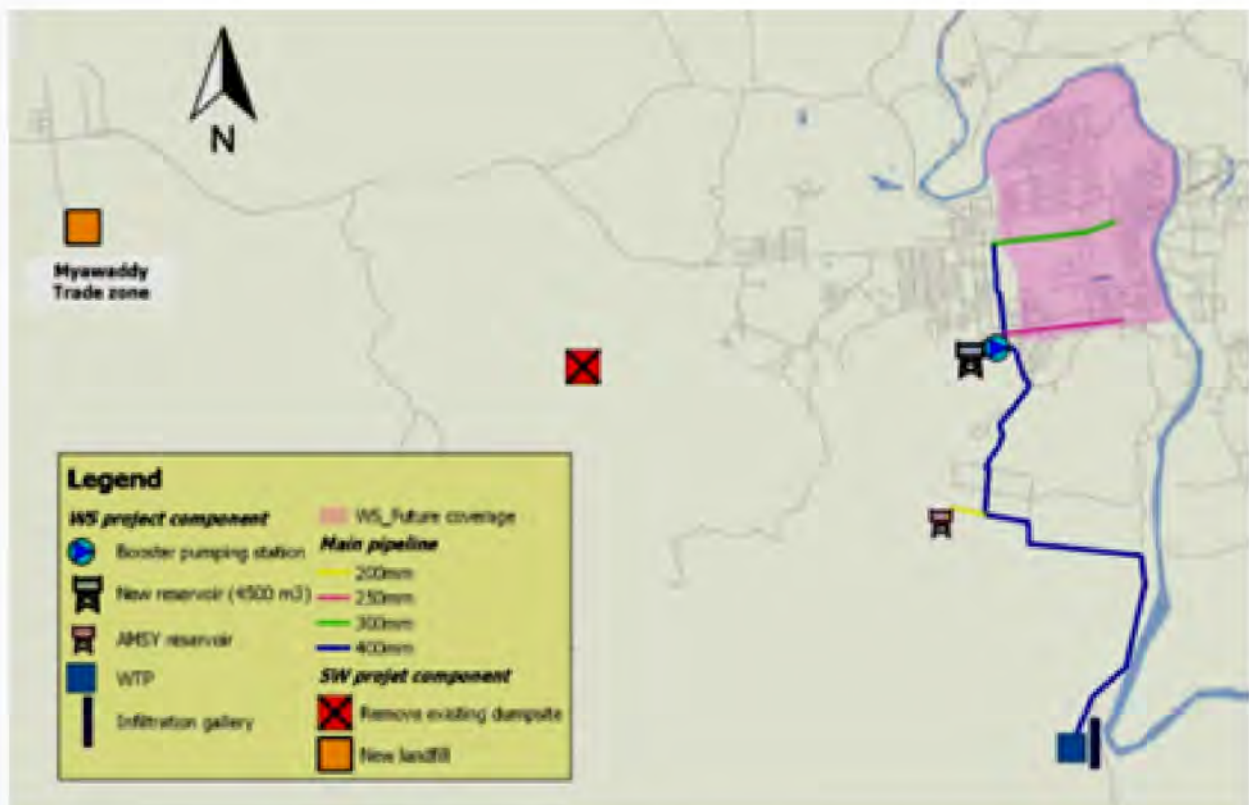 N
Myawaddy
Trade zone
Legend
WS project component
Booster pumping station
New reservoir (4500 m3)
AMSY reservoir
WTP
Infiltration gallery
WS_Future coverage
Main pipeline
200mm
250mm
300mm
400mm
SW projet component
Remove existing dumpsite
New landfill